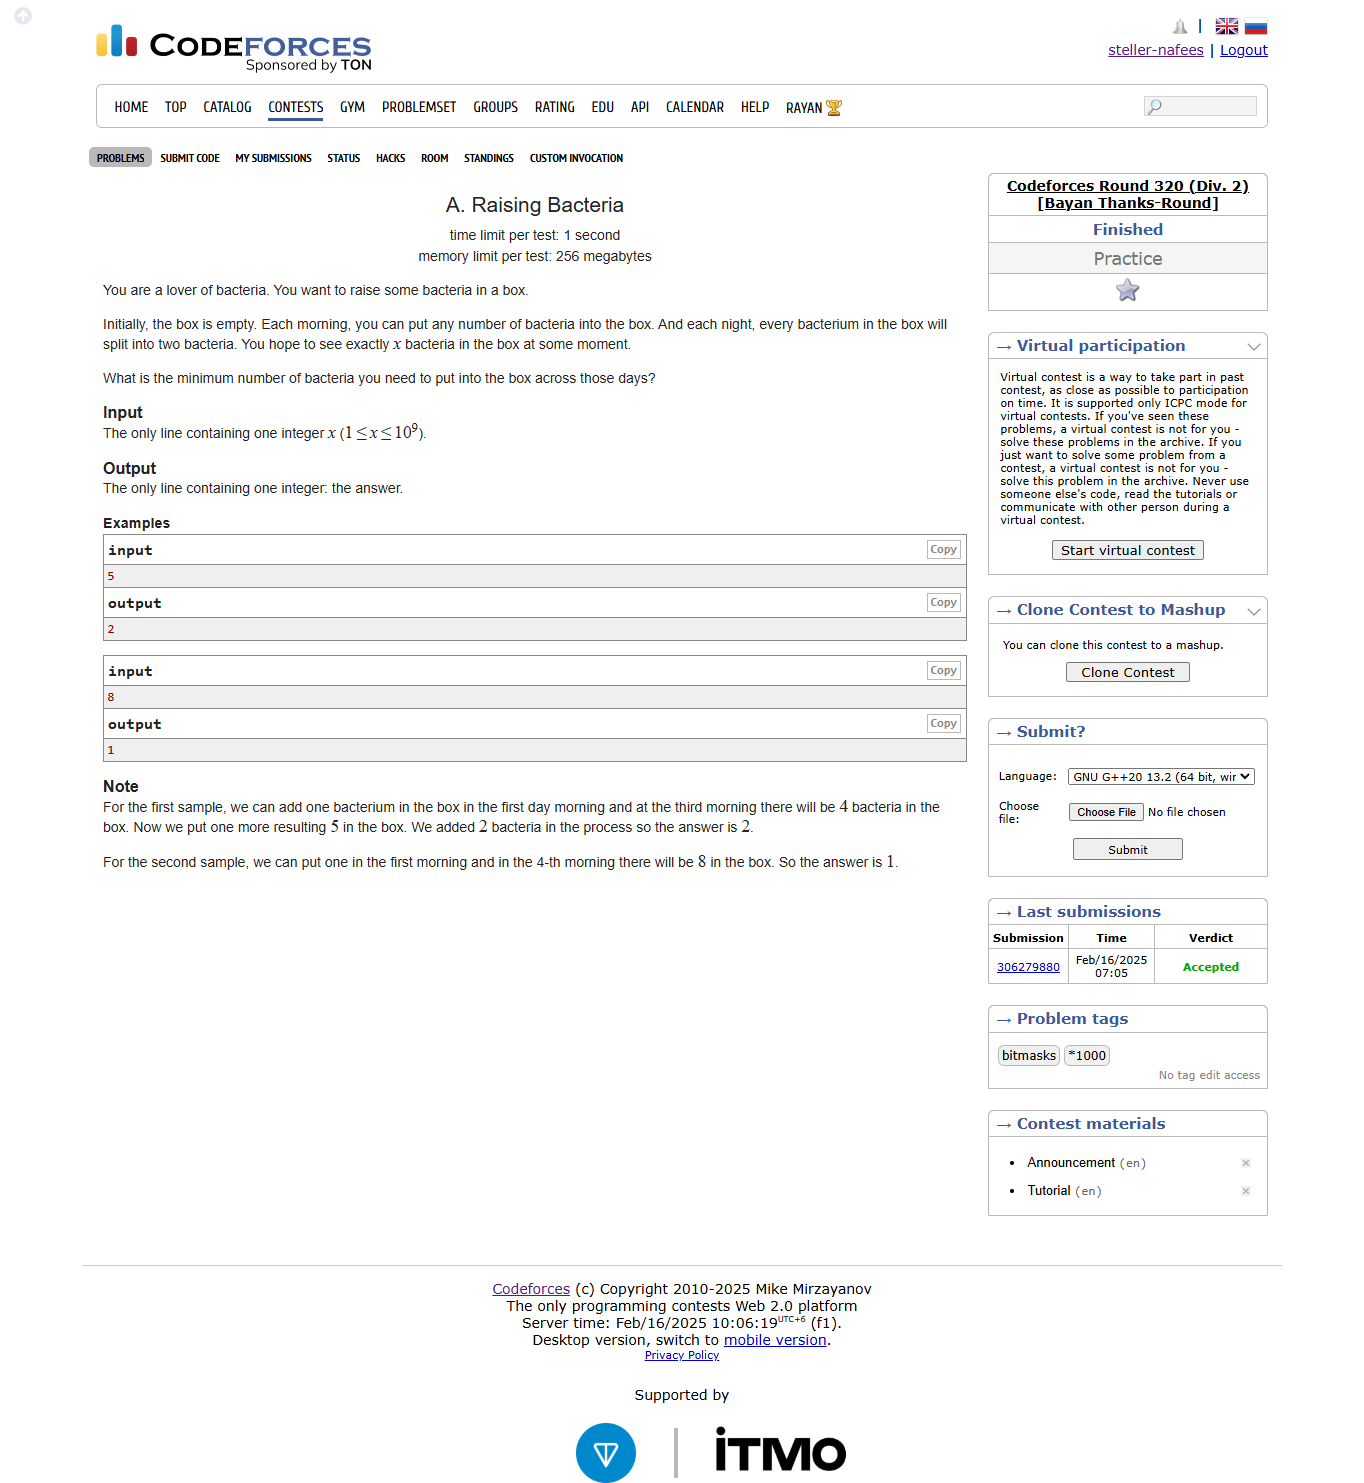 CODEFORCES
Sponsored by TON
|
steller-nafees | Logout
HOME TOP CATALOG CONTESTS GYM PROBLEMSET GROUPS RATING EDU API CALENDAR HELP RAYAN
PROBLEMS SUBMIT CODE MY SUBMISSIONS STATUS HACKS ROOM STANDINGS CUSTOM INVOCATION
A. Raising Bacteria
time limit per test: 1 second
memory limit per test: 256 megabytes
You are a lover of bacteria. You want to raise some bacteria in a box.
Initially, the box is empty. Each morning, you can put any number of bacteria into the box. And each night, every bacterium in the box will
split into two bacteria. You hope to see exactly x bacteria in the box at some moment.
What is the minimum number of bacteria you need to put into the box across those days?
Input
The only line containing one integer x (1 ≤ x ≤ 10⁹).
Output
The only line containing one integer: the answer.
Examples
input Copy
5
output Copy
2
input Copy
8
output Copy
1
Note
For the first sample, we can add one bacterium in the box in the first day morning and at the third morning there will be 4 bacteria in the
box. Now we put one more resulting 5 in the box. We added 2 bacteria in the process so the answer is 2.
For the second sample, we can put one in the first morning and in the 4-th morning there will be 8 in the box. So the answer is 1.
Codeforces Round 320 (Div. 2)
[Bayan Thanks-Round]
Finished
Practice
→ Virtual participation
Virtual contest is a way to take part in past
contest, as close as possible to participation
on time. It is supported only ICPC mode for
virtual contests. If you've seen these
problems, a virtual contest is not for you -
solve these problems in the archive. If you
just want to solve some problem from a
contest, a virtual contest is not for you -
solve this problem in the archive. Never use
someone else's code, read the tutorials or
communicate with other person during a
virtual contest.
Start virtual contest
→ Clone Contest to Mashup
You can clone this contest to a mashup.
Clone Contest
→ Submit?
Language: GNU G++20 13.2 (64 bit, wir
Choose
file: Choose File No file chosen
Submit
→ Last submissions
Submission Time Verdict
306279880 Feb/16/2025
07:05 Accepted
→ Problem tags
bitmasks *1000
No tag edit access
→ Contest materials
• Announcement (en)
• Tutorial (en)
Codeforces (c) Copyright 2010-2025 Mike Mirzayanov
The only programming contests Web 2.0 platform
Server time: Feb/16/2025 10:06:19 UTC+6 (f1).
Desktop version, switch to mobile version.
Privacy Policy
Supported by
iTMO